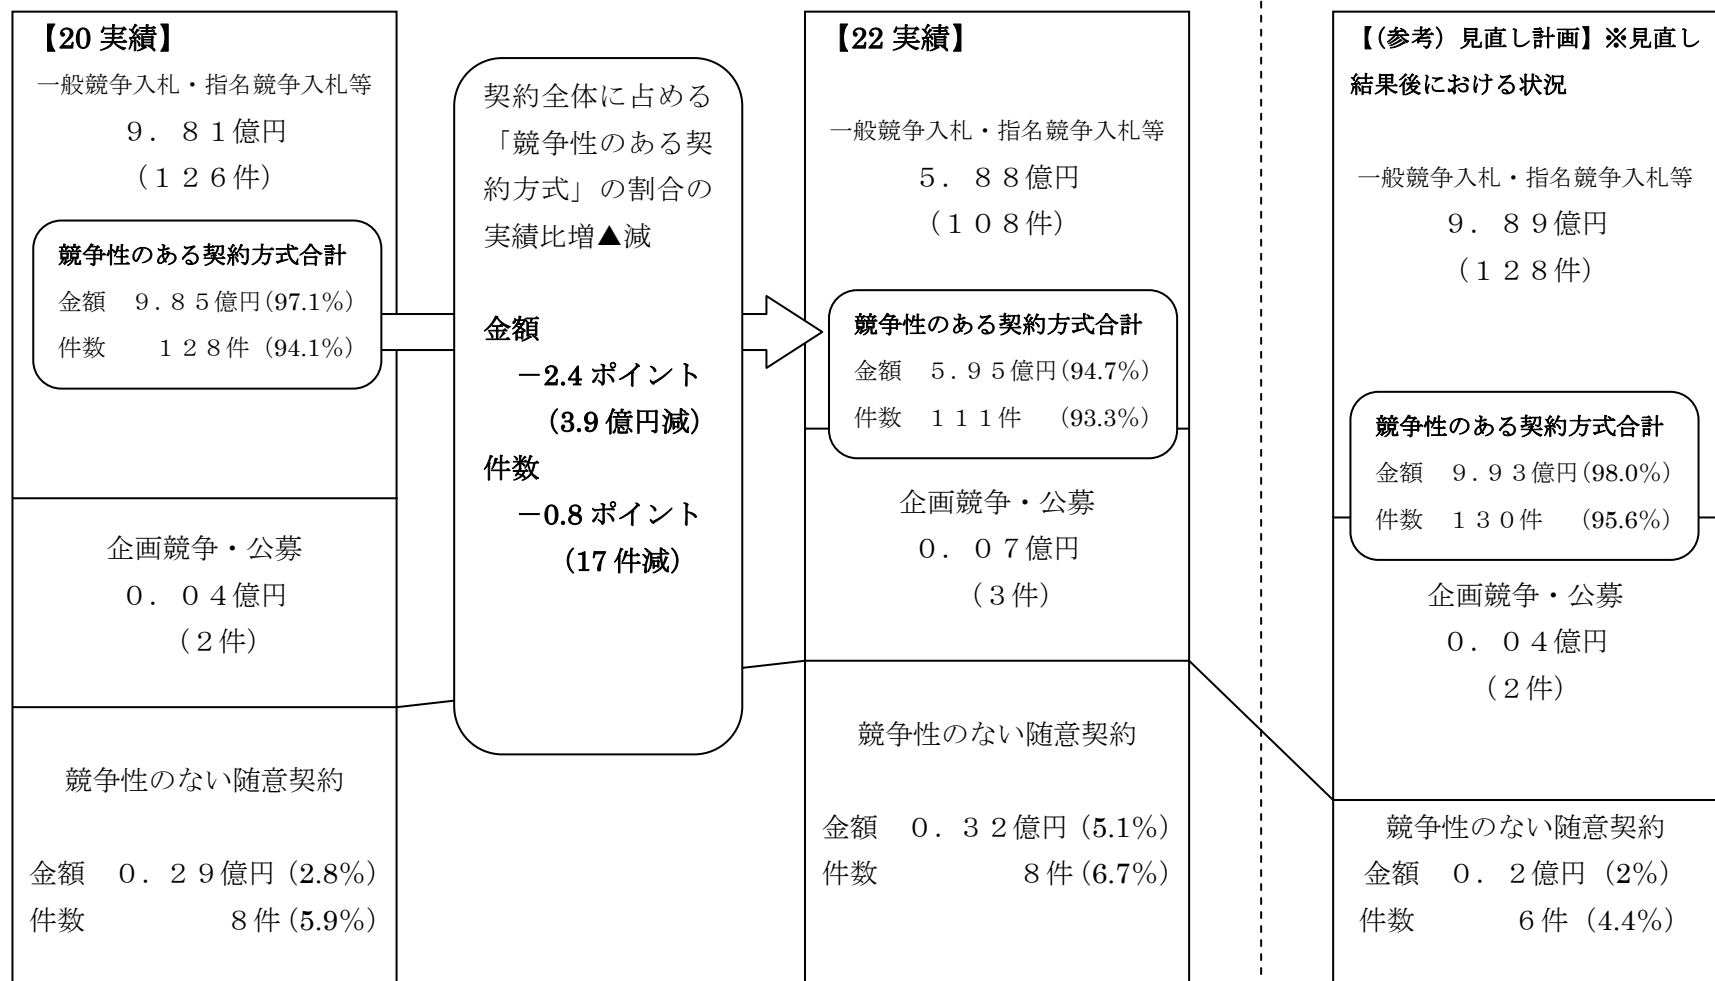 【20 実績】
一般競争入札・指名競争入札等
９．８１億円
（１２６件）
競争性のある契約方式合計
金額　９.８５億円(97.1%)
件数　１２８件 (94.1%)
企画競争・公募
０．０４億円
（２件）
競争性のない随意契約
金額　０．２９億円 (2.8%)
件数　８件 (5.9%)
契約全体に占める
「競争性のある契
約方式」の割合の
実績比増▲減
金額
－2.4 ポイント
（3.9 億円減）
件数
－0.8 ポイント
（17 件減）
【22 実績】
一般競争入札・指名競争入札等
５．８８億円
（１０８件）
競争性のある契約方式合計
金額　５.９５億円(94.7%)
件数　１１１件　(93.3%)
企画競争・公募
０．０７億円
（３件）
競争性のない随意契約
金額　０．３２億円 (5.1%)
件数　８件 (6.7%)
【（参考）見直し計画】※見直し
結果後における状況
一般競争入札・指名競争入札等
９．８９億円
（１２８件）
競争性のある契約方式合計
金額　９.９３億円(98.0%)
件数　１３０件　(95.6%)
企画競争・公募
０．０４億円
（２件）
競争性のない随意契約
金額　０．２億円 (2%)
件数　６件 (4.4%)